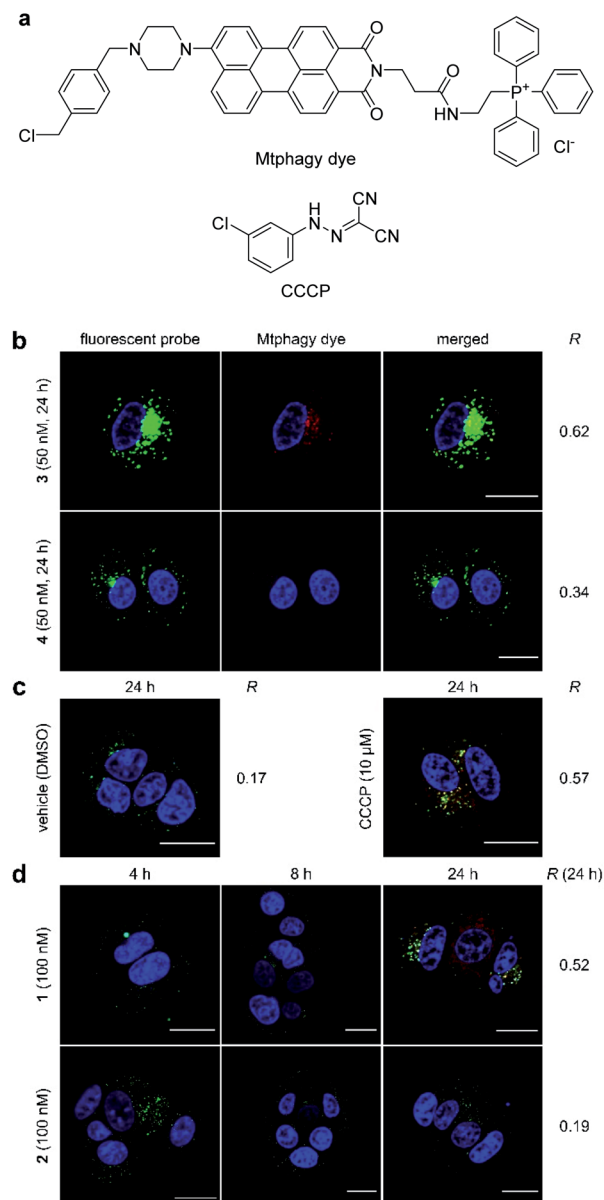 a
N
N
O
N
O
O
HN
P+
Cl
Cl-
Mtphagy dye
Cl
H
N
N
CN
CN
CCCP
b
fluorescent probe Mtphagy dye merged R
3 (50 nM, 24 h)
0.62
4 (50 nM, 24 h)
0.34
c
24 h R 24 h R
vehicle (DMSO)
0.17
CCCP (10 µM)
0.57
d
4 h 8 h 24 h R (24 h)
1 (100 nM)
0.52
2 (100 nM)
0.19